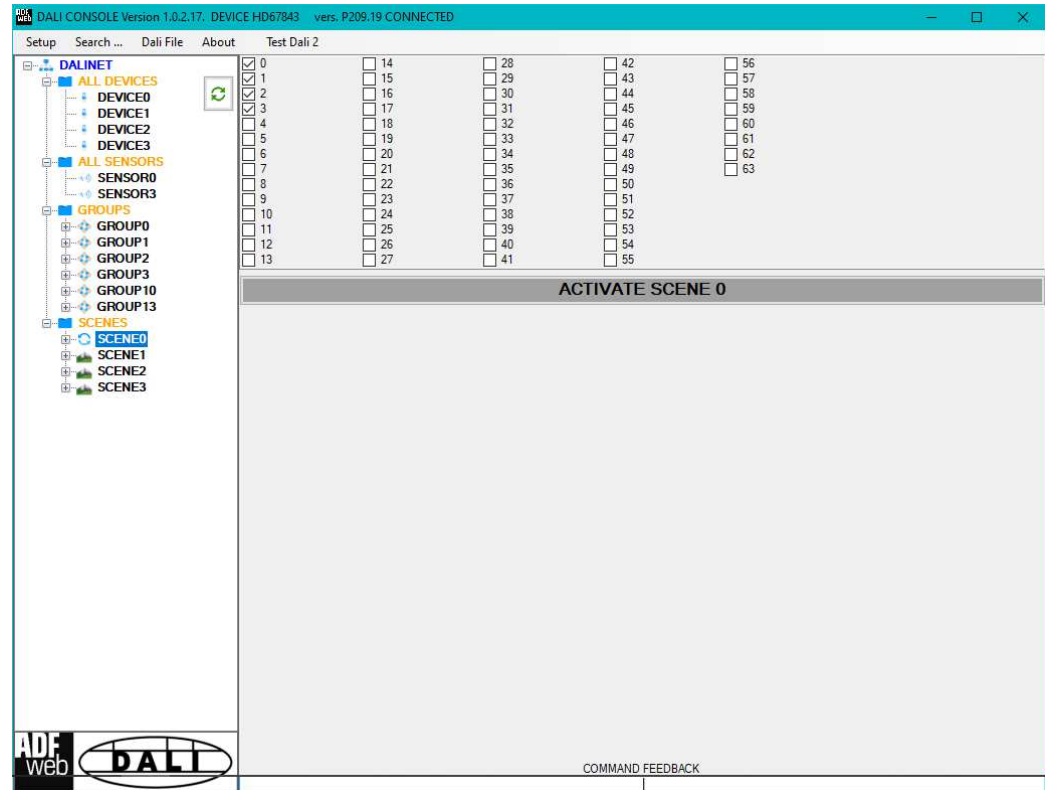 DALI CONSOLE Version 1.0.2.17. DEVICE HD67843 vers. P209.19 CONNECTED
Setup Search ... Dali File About Test Dali 2
DALINET
ALL DEVICES
DEVICE0
DEVICE1
DEVICE2
DEVICE3
ALL SENSORS
SENSOR0
SENSOR3
GROUPS
GROUP0
GROUP1
GROUP2
GROUP3
GROUP10
GROUP13
SCENES
SCENE0
SCENE1
SCENE2
SCENE3
0 14 28 42 56
1 15 29 43 57
2 16 30 44 58
3 17 31 45 59
4 18 32 46 60
5 19 33 47 61
6 20 34 48 62
7 21 35 49 63
8 22 36 50
9 23 37 51
10 24 38 52
11 25 39 53
12 26 40 54
13 27 41 55
ACTIVATE SCENE 0
COMMAND FEEDBACK
ADF
web
DALI